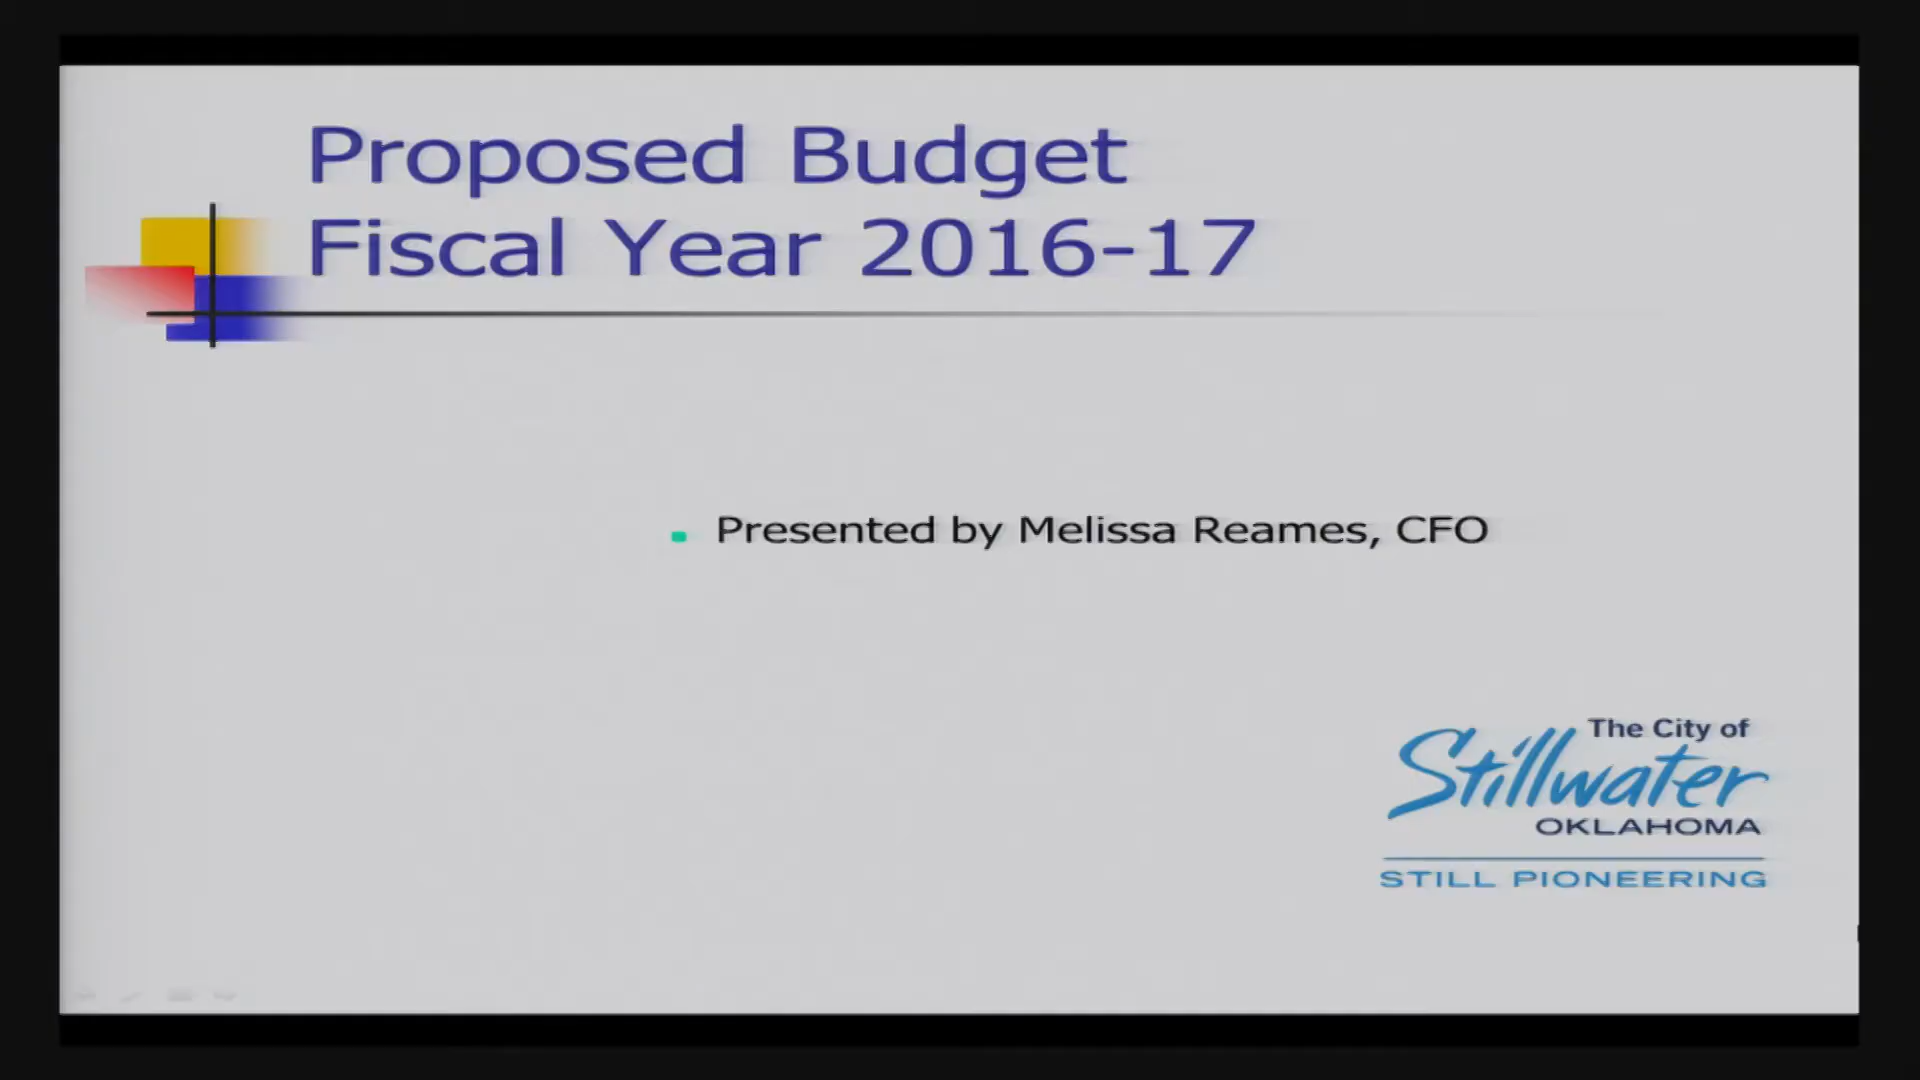 Proposed Budget
Fiscal Year 2016-17
Presented by Melissa Reames, CFO
The City of
Stillwater
OKLAHOMA
STILL PIONEERING